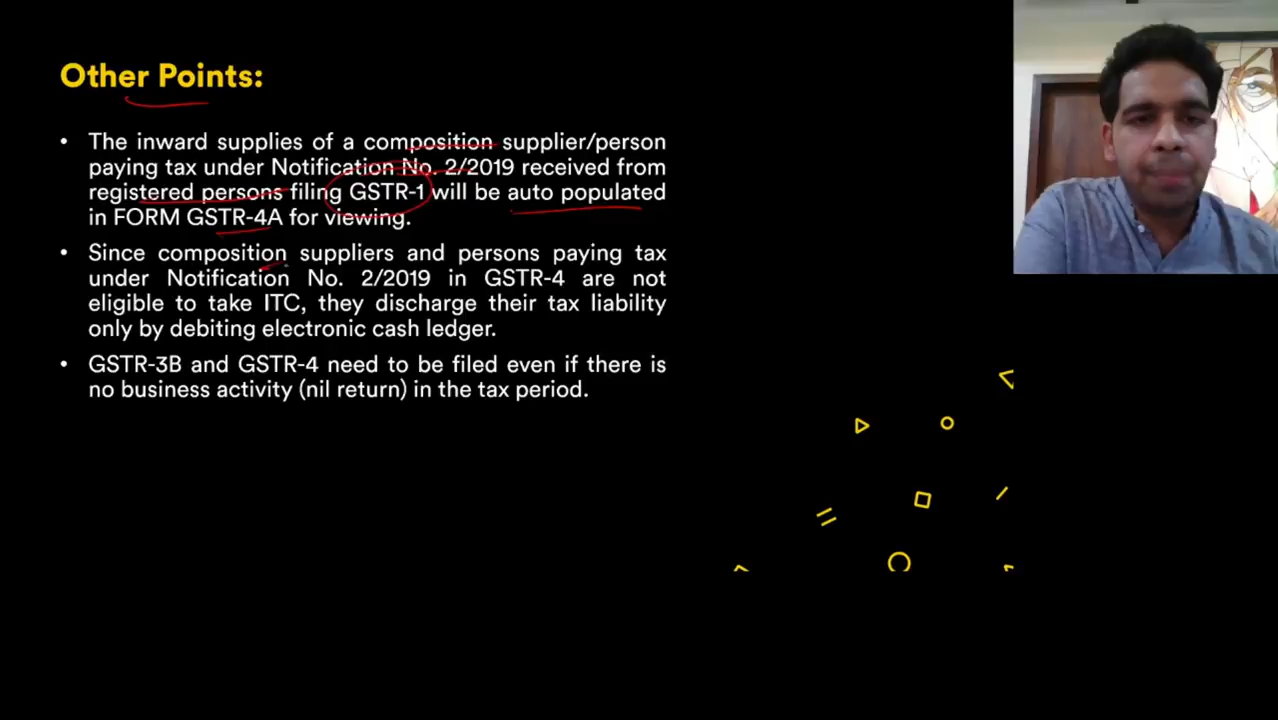 Other Points:
• The inward supplies of a composition supplier/person
paying tax under Notification No. 2/2019 received from
registered persons filing GSTR-1 will be auto populated
in FORM GSTR-4A for viewing.
• Since composition suppliers and persons paying tax
under Notification No. 2/2019 in GSTR-4 are not
eligible to take ITC, they discharge their tax liability
only by debiting electronic cash ledger.
• GSTR-3B and GSTR-4 need to be filed even if there is
no business activity (nil return) in the tax period.